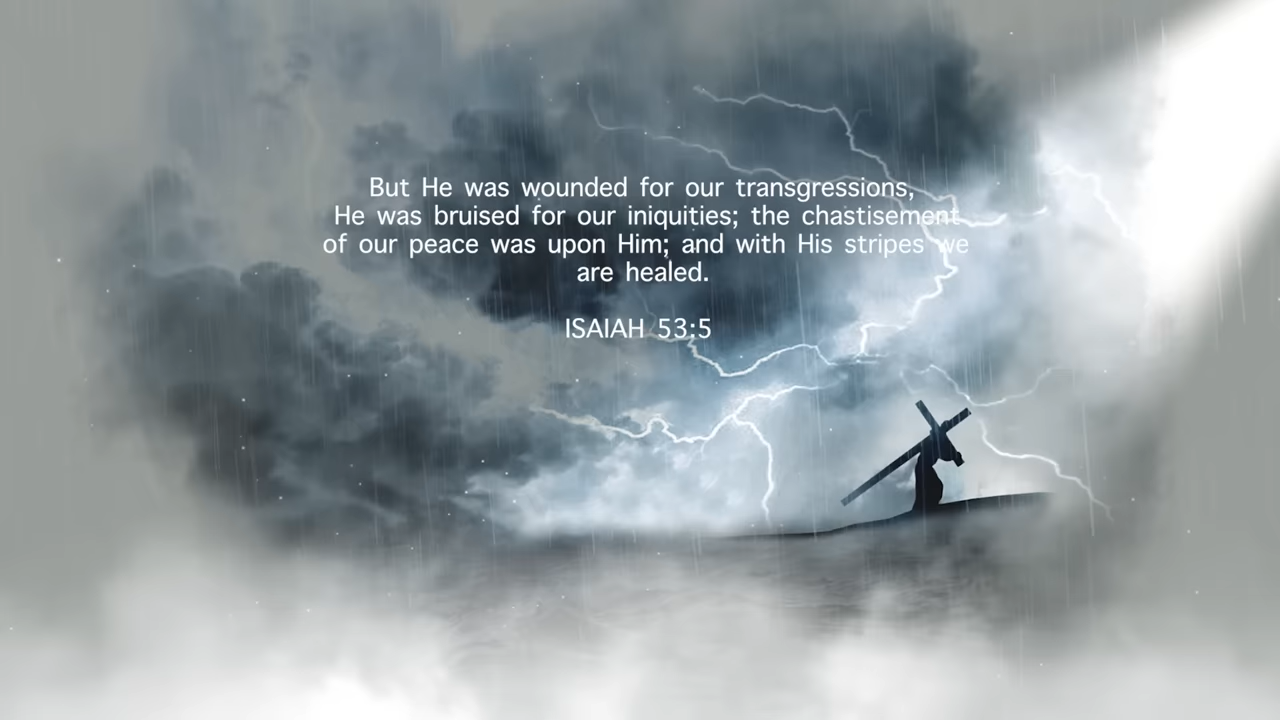 But He was wounded for our transgressions,
He was bruised for our iniquities; the chastisement
of our peace was upon Him; and with His stripes we
are healed.
ISAIAH 53:5